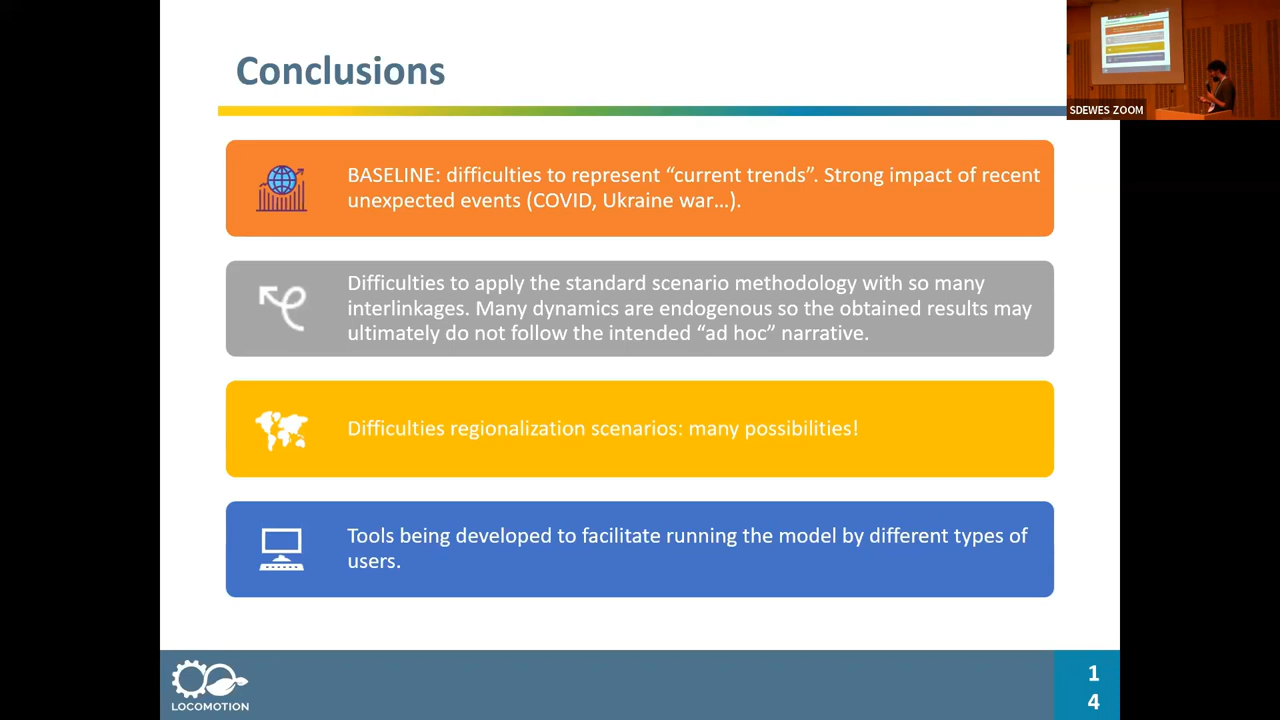 Conclusions
SDEWES ZOOM
BASELINE: difficulties to represent “current trends”. Strong impact of recent
unexpected events (COVID, Ukraine war…).
Difficulties to apply the standard scenario methodology with so many
interlinkages. Many dynamics are endogenous so the obtained results may
ultimately do not follow the intended “ad hoc” narrative.
Difficulties regionalization scenarios: many possibilities!
Tools being developed to facilitate running the model by different types of
users.
LOCOMOTION
1
4